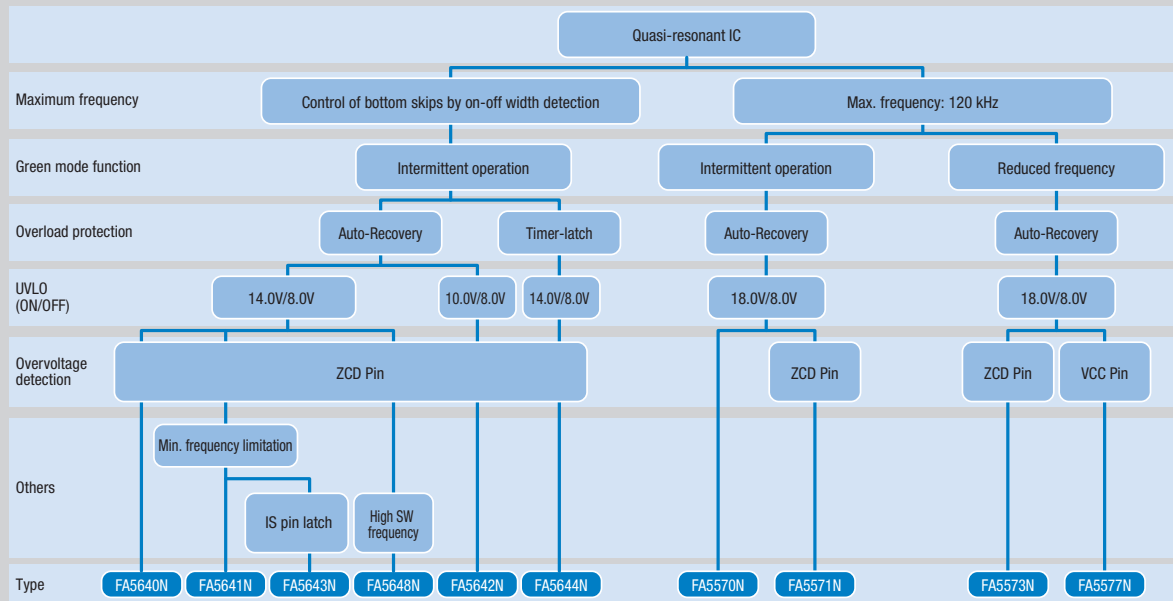 Quasi-resonant IC
Maximum frequency
Control of bottom skips by on-off width detection
Max. frequency: 120 kHz
Green mode function
Intermittent operation
Intermittent operation
Reduced frequency
Overload protection
Auto-Recovery
Timer-latch
Auto-Recovery
Auto-Recovery
UVLO
(ON/OFF)
14.0V/8.0V
10.0V/8.0V
14.0V/8.0V
18.0V/8.0V
18.0V/8.0V
Overvoltage
detection
ZCD Pin
ZCD Pin
ZCD Pin
VCC Pin
Others
Min. frequency limitation
IS pin latch
High SW
frequency
Type
FA5640N
FA5641N
FA5643N
FA5648N
FA5642N
FA5644N
FA5570N
FA5571N
FA5573N
FA5577N